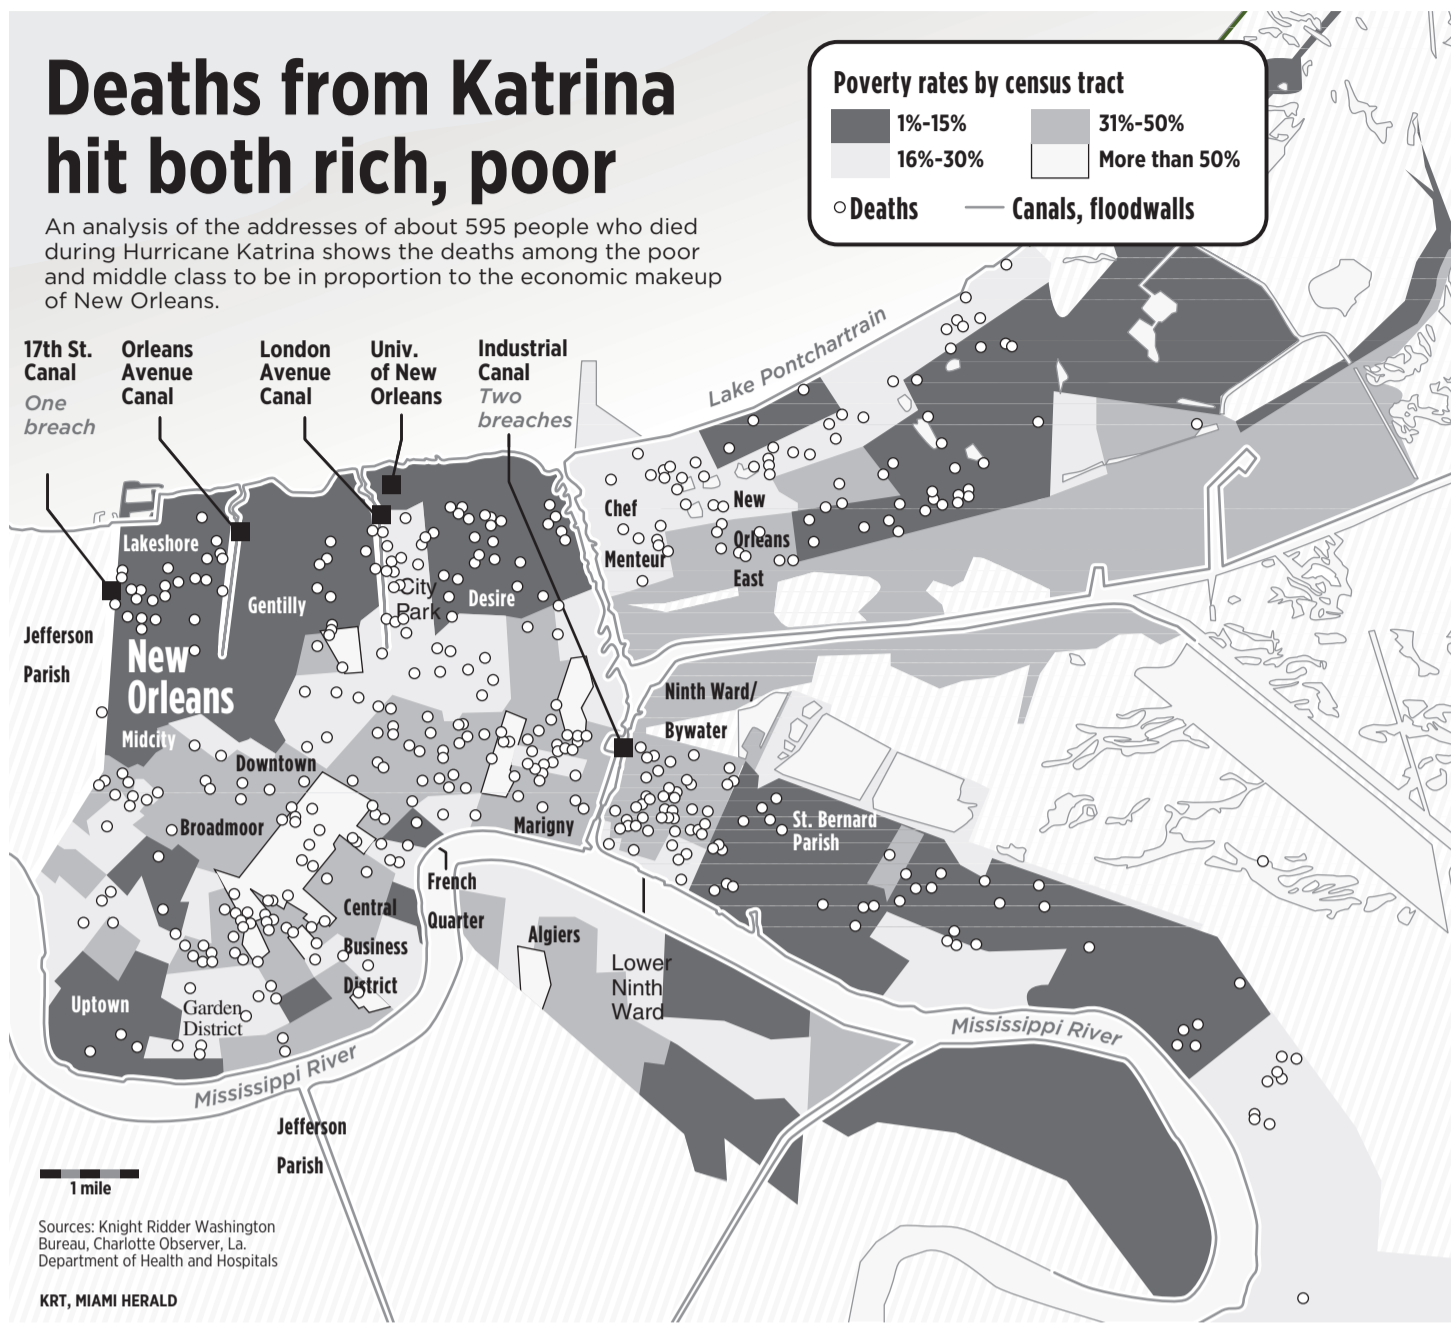 Deaths from Katrina
hit both rich, poor
An analysis of the addresses of about 595 people who died
during Hurricane Katrina shows the deaths among the poor
and middle class to be in proportion to the economic makeup
of New Orleans.
Poverty rates by census tract
1%-15%
31%-50%
16%-30%
More than 50%
Deaths
Canals, floodwalls
17th St.
Canal
One
breach
Orleans
Avenue
Canal
London
Avenue
Canal
Univ.
of New
Orleans
Industrial
Canal
Two
breaches
Lake Pontchartrain
Lakeshore
Gentilly
City
Park
Desire
Chef
Menteur
New
Orleans
East
Jefferson
Parish
New
Orleans
Midcity
Downtown
Broadmoor
Marigny
Ninth Ward/
Bywater
St. Bernard
Parish
French
Quarter
Central
Business
District
Algiers
Lower
Ninth
Ward
Uptown
Garden
District
Mississippi River
Mississippi River
Jefferson
Parish
1 mile
Sources: Knight Ridder Washington
Bureau, Charlotte Observer, La.
Department of Health and Hospitals
KRT, MIAMI HERALD